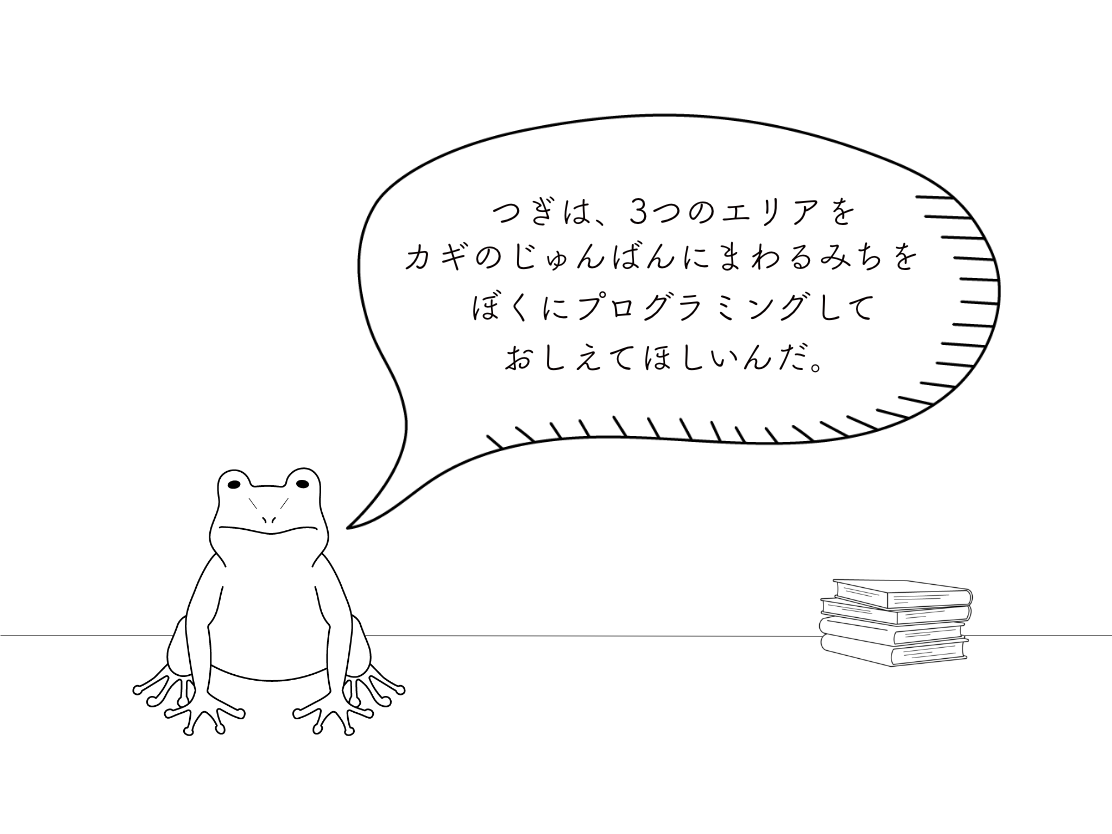 つぎは、3つのエリアを
カギのじゅんばんにまわるみちを
ぼくにプログラミングして
おしえてほしいんだ。